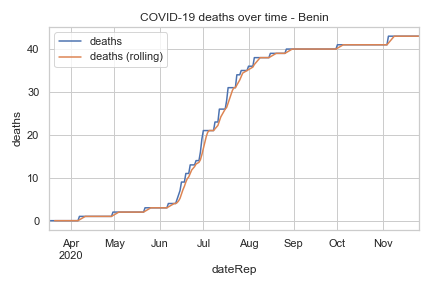 COVID-19 deaths over time - Benin
deaths
deaths (rolling)
40
30
20
10
0
deaths
Apr May Jun Jul Aug Sep Oct Nov
2020
dateRep